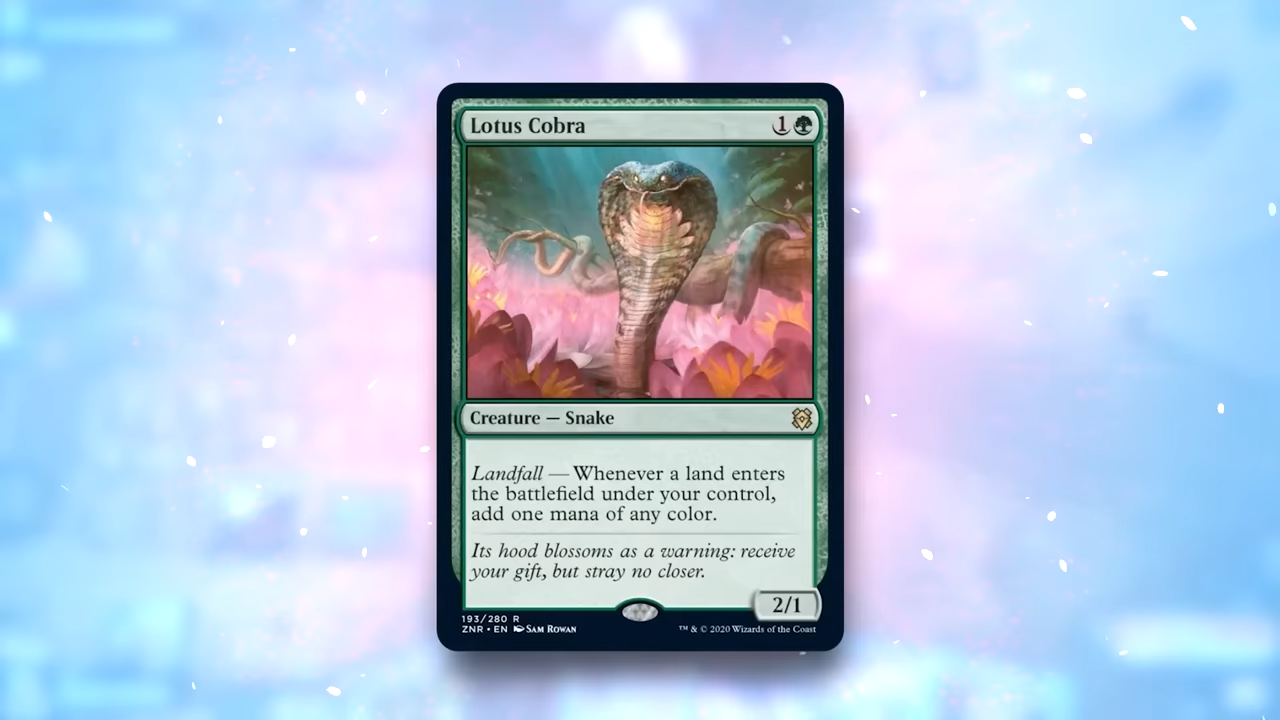 Lotus Cobra 1
Creature — Snake
Landfall — Whenever a land enters
the battlefield under your control,
add one mana of any color.
Its hood blossoms as a warning: receive
your gift, but stray no closer.
2/1
193/280 R
ZNR • EN Sam Rowan
™ & © 2020 Wizards of the Coast